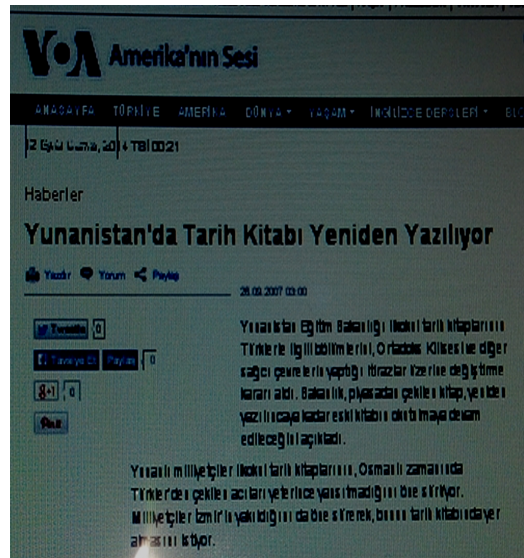 VOA Amerika'nın Sesi
ANASAYFA TÜRKİYE AMERİKA DÜNYA YAŞAM İNGİLİZCE DERSLERİ
12 Eylül Cuma, 2014 TSİ 00:21
Haberler
Yunanistan'da Tarih Kitabı Yeniden Yazılıyor
Yazdır Yorum Paylaş
28.09.2007 03:00
Tweetle 0
Tavsiye Et Paylaş 0
g+1 0
Pin it
Yunanistan Eğitim Bakanlığı ilkokul tarih kitaplarının
Türklerle ilgili bölümlerini, Ortadoks Kilisesi ve diğer
sağcı çevrelerin yaptığı itirazlar üzerine değiştirme
kararı aldı. Bakanlık, piyasadan çekilen kitap, yeniden
yazılıncaya kadar eski kitabın okutulmaya devam
edileceğini açıkladı.
Yunanlı milliyetçiler ilkokul tarih kitaplarının, Osmanlı zamanında
Türkler'den çekilen acıları yeterince yansıtmadığını öne sürüyor.
Milliyetçiler İzmir'in yakıldığını da öne sürerek, bunun tarih kitabında yer
almasını istiyor.